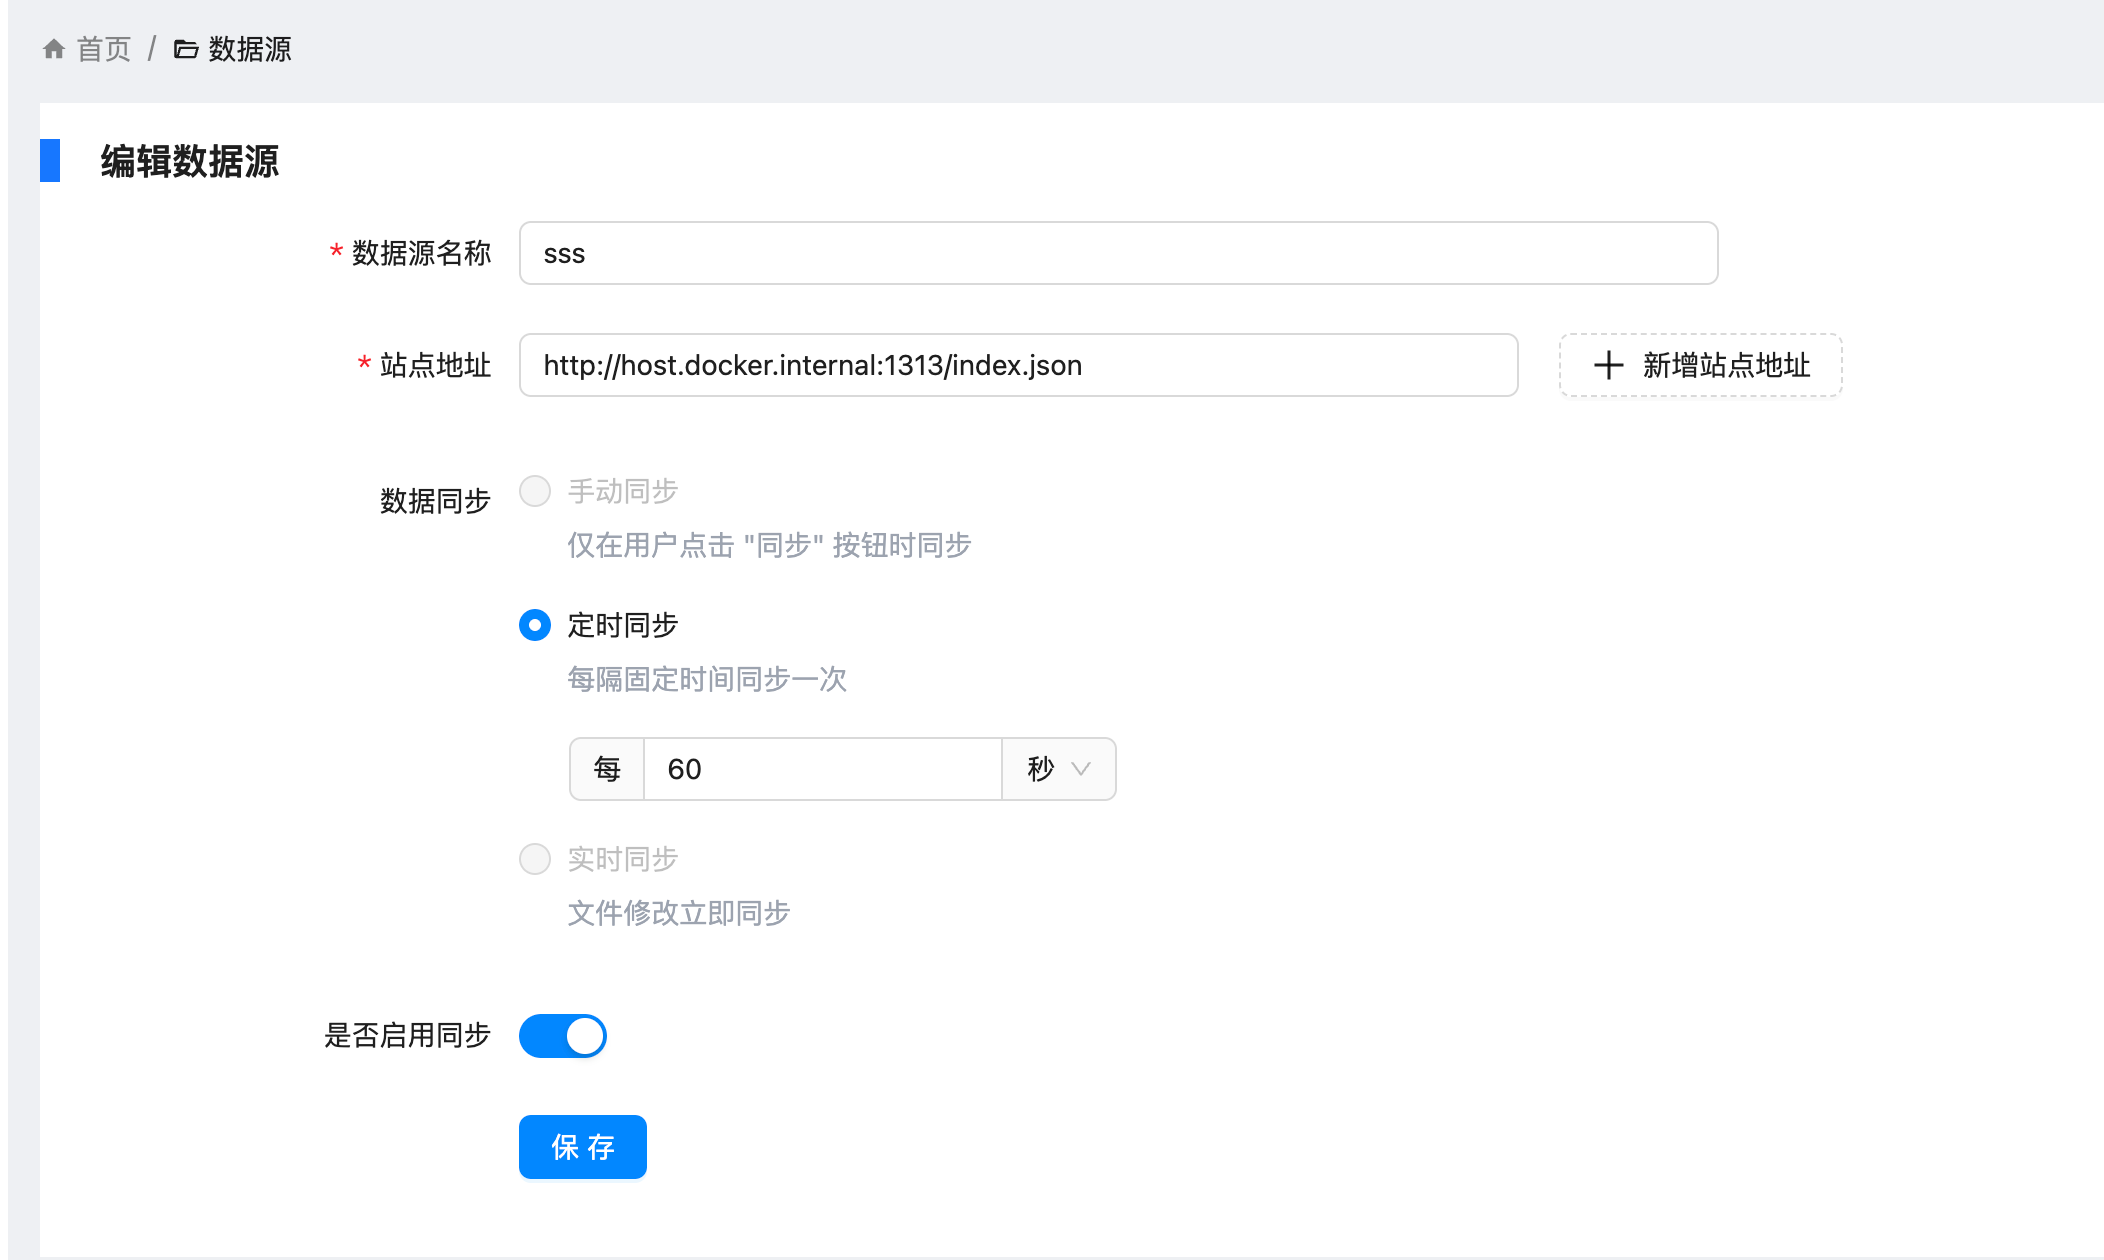 首页 / 数据源
编辑数据源
* 数据源名称 sss
* 站点地址 http://host.docker.internal:1313/index.json 新增站点地址
数据同步 手动同步
仅在用户点击 "同步" 按钮时同步
定时同步
每隔固定时间同步一次
每 60 秒
实时同步
文件修改立即同步
是否启用同步
保 存